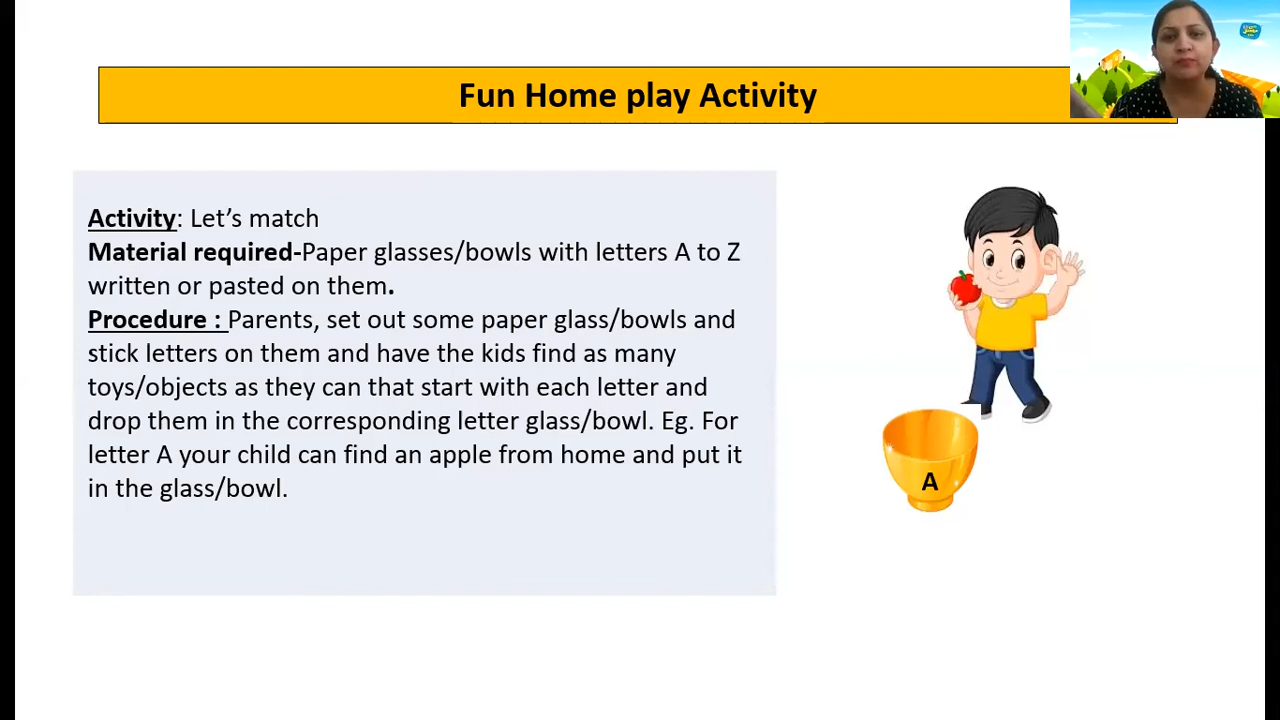 Fun Home play Activity
Activity: Let's match
Material required-Paper glasses/bowls with letters A to Z
written or pasted on them.
Procedure : Parents, set out some paper glass/bowls and
stick letters on them and have the kids find as many
toys/objects as they can that start with each letter and
drop them in the corresponding letter glass/bowl. Eg. For
letter A your child can find an apple from home and put it
in the glass/bowl.
A